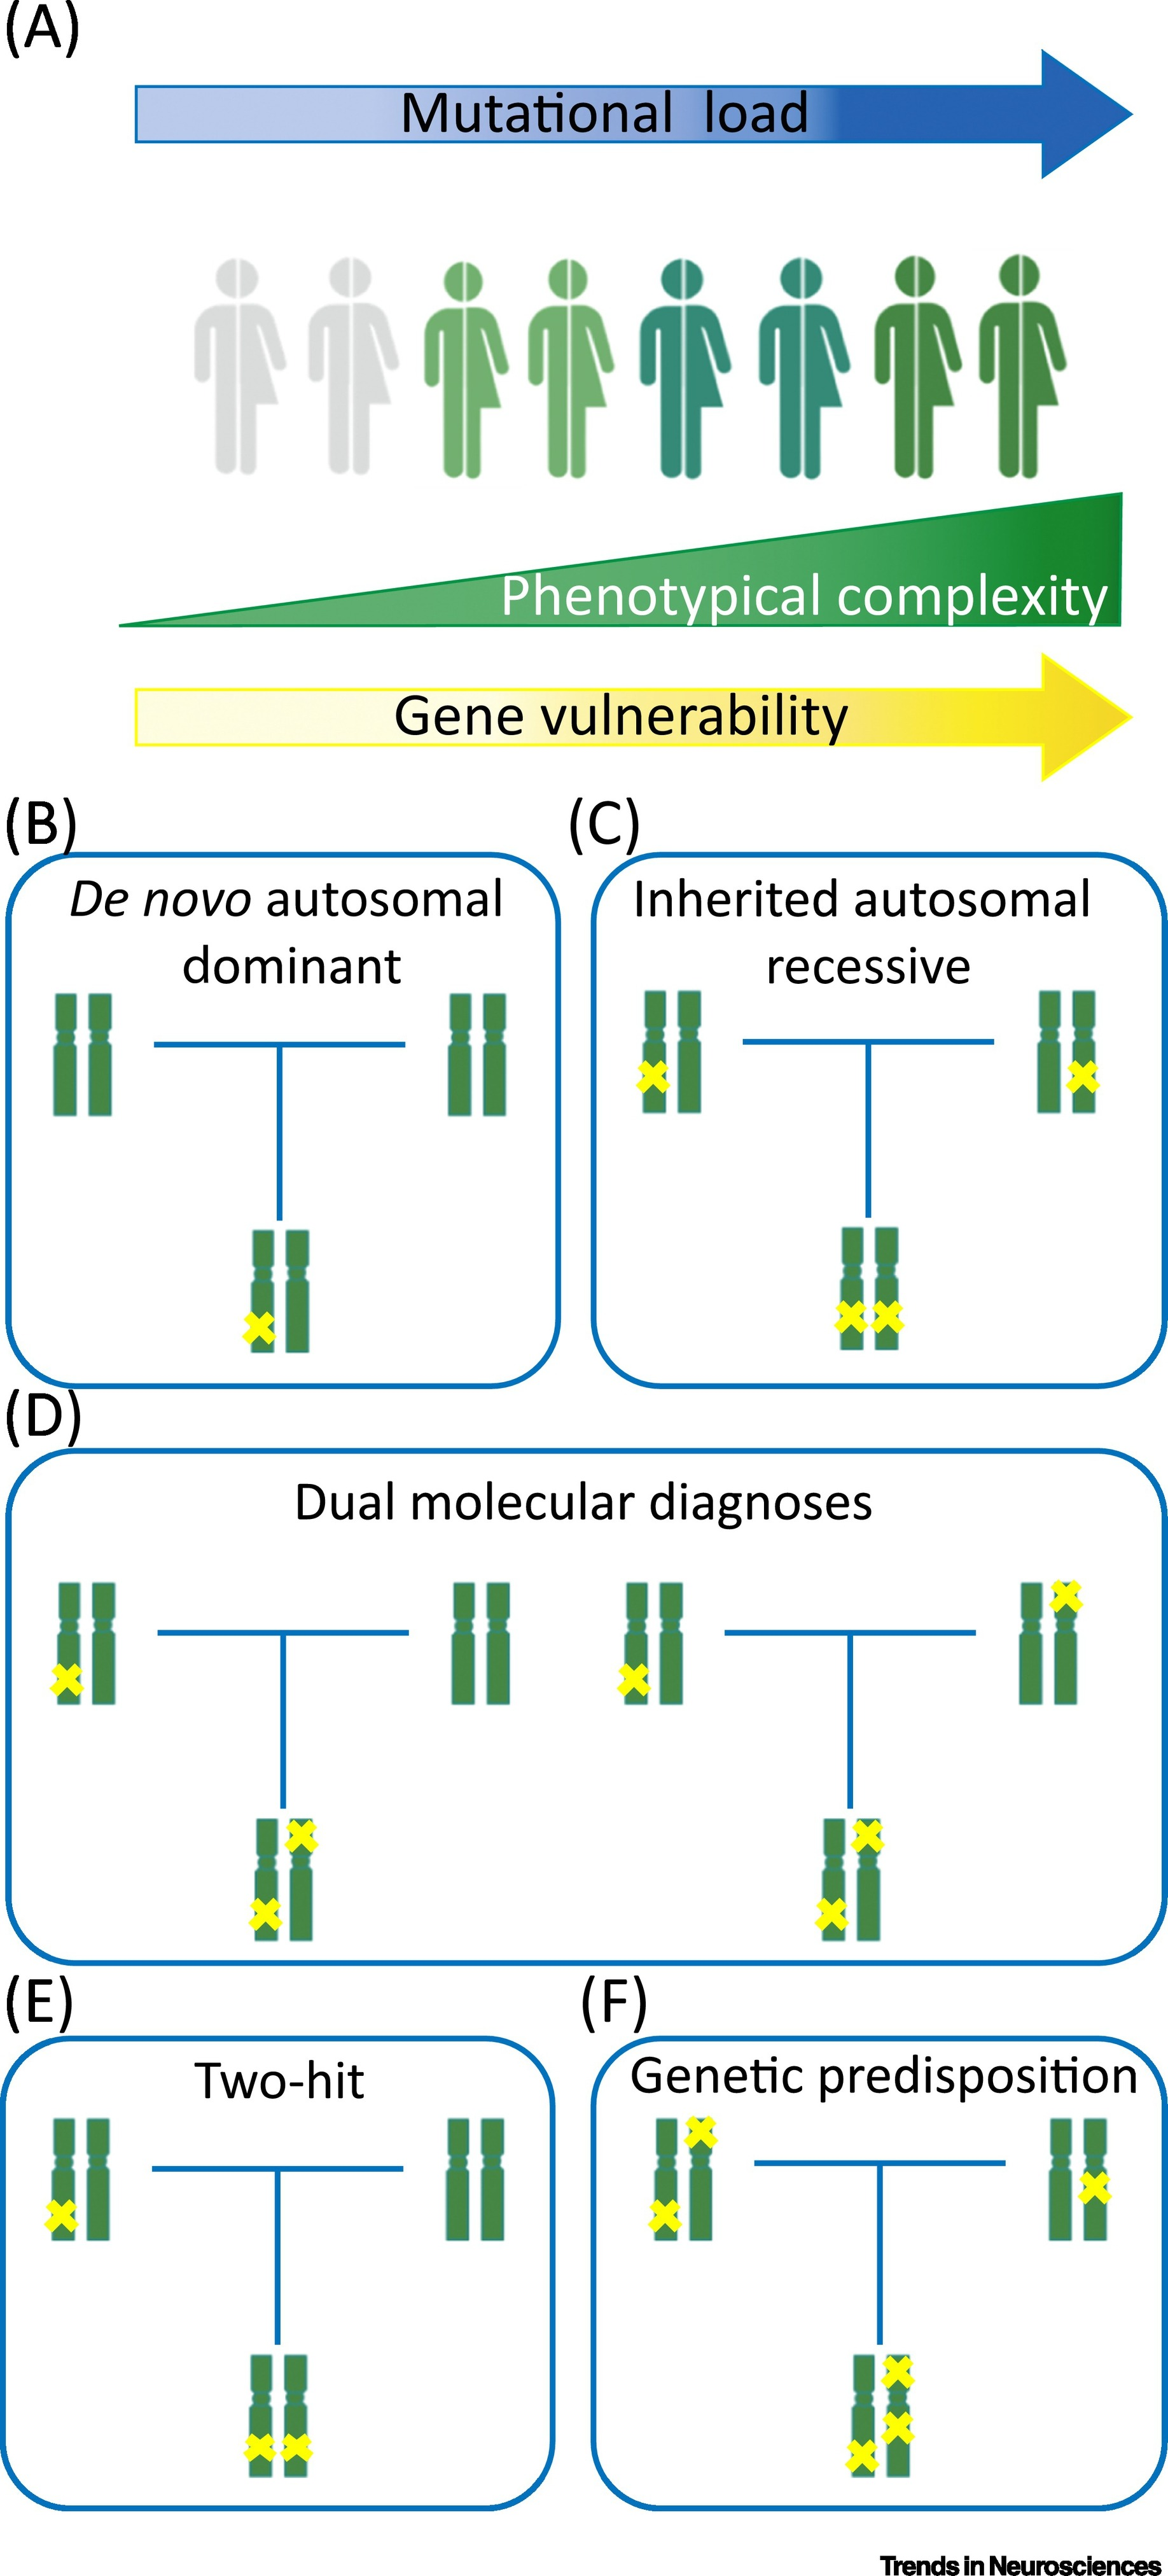 (A)
Mutational load
Phenotypical complexity
Gene vulnerability
(B)
De novo autosomal
dominant
(C)
Inherited autosomal
recessive
(D)
Dual molecular diagnoses
(E)
Two-hit
(F)
Genetic predisposition
Trends in Neurosciences